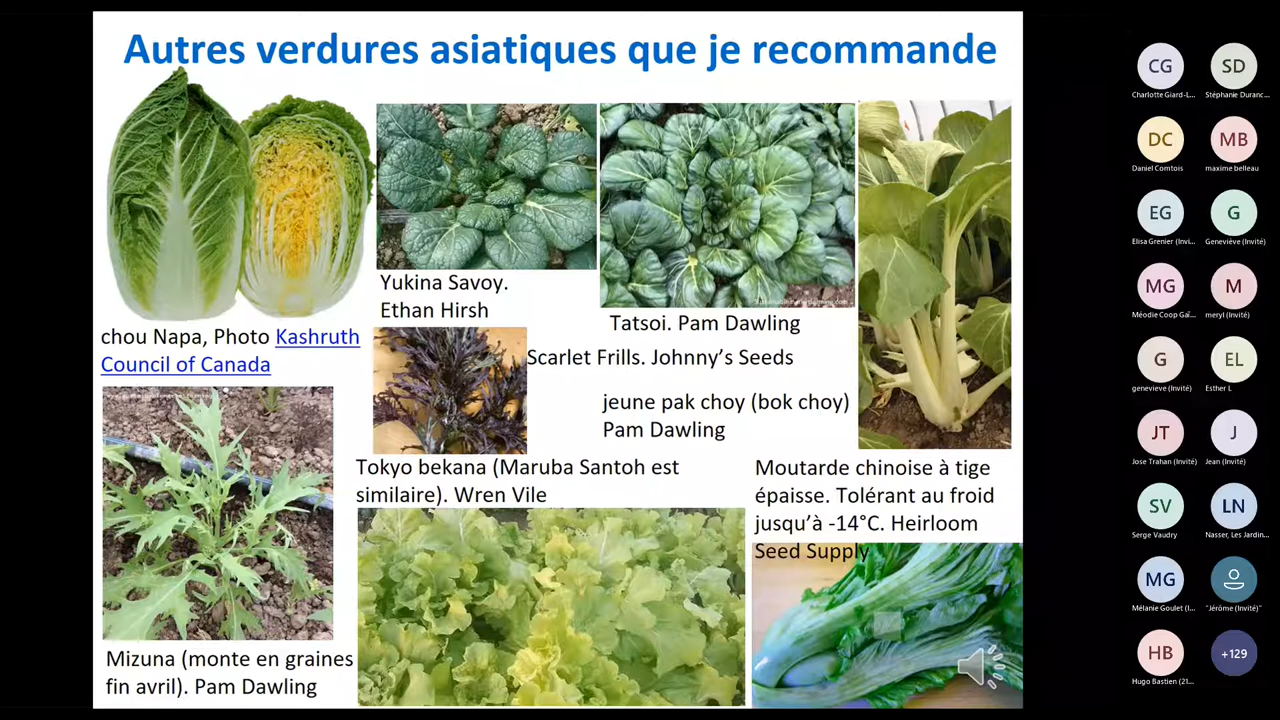 Autres verdures asiatiques que je recommande
chou Napa, Photo Kashruth
Council of Canada
Yukina Savoy.
Ethan Hirsh
Tatsoi. Pam Dawling
Scarlet Frills. Johnny’s Seeds
jeune pak choy (bok choy)
Pam Dawling
Tokyo bekana (Maruba Santoh est
similaire). Wren Vile
Moutarde chinoise à tige
épaisse. Tolérant au froid
jusqu’à -14°C. Heirloom
Seed Supply
Mizuna (monte en graines
fin avril). Pam Dawling
CG
Charlotte Giard-L...
SD
Stéphanie Duranc...
DC
Daniel Comtois
MB
maxime belleau
EG
Elisa Grenier (Invi...
G
Geneviève (Invité)
MG
Méodie Coop Gaï...
M
meryl (Invité)
G
genevieve (Invité)
EL
Esther L
JT
Jose Trahan (Invité)
J
Jean (Invité)
SV
Serge Vaudry
LN
Nasser, Les Jardin...
MG
Mélanie Goulet (I...
"Jérôme (Invité)"
HB
Hugo Bastien (21...
+129